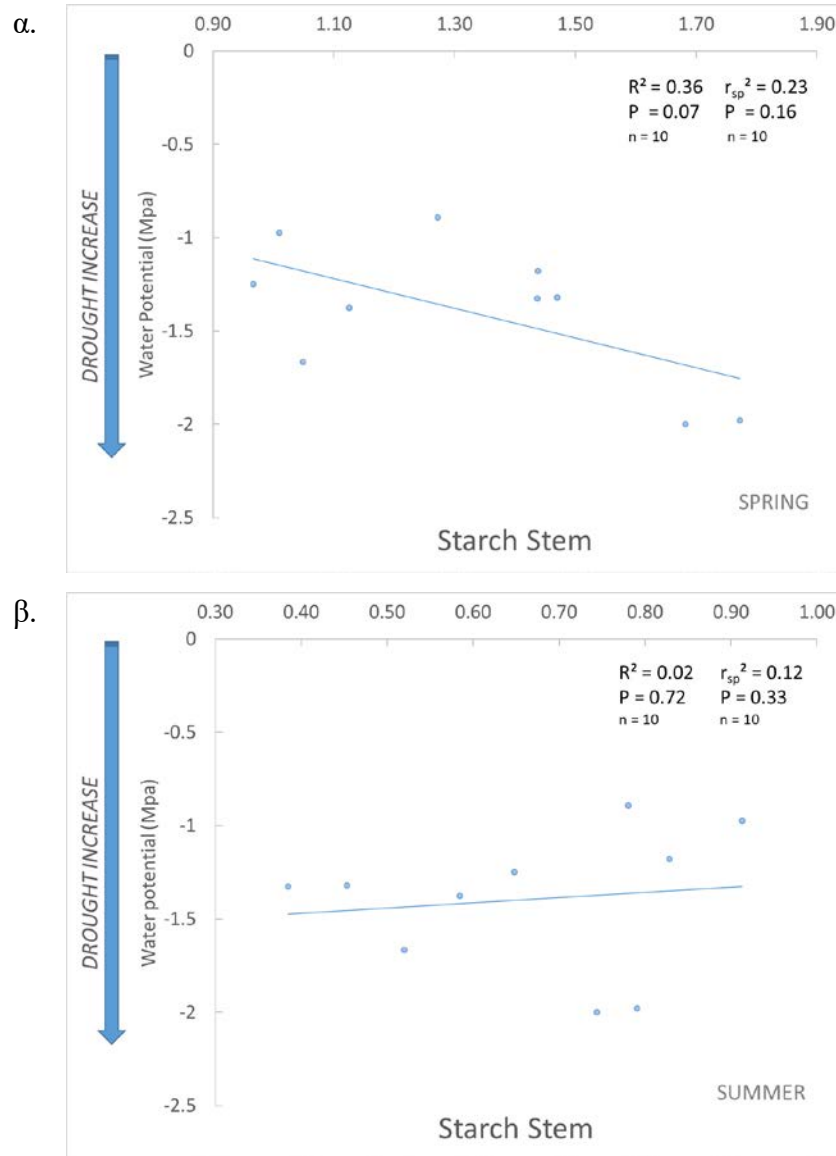 α.
0.90 1.10 1.30 1.50 1.70 1.90
0
-0.5
-1
-1.5
-2
-2.5
DROUGHT INCREASE
Water Potential (Mpa)
R² = 0.36 rsp² = 0.23
P = 0.07 P = 0.16
n = 10 n = 10
SPRING
Starch Stem
β.
0.30 0.40 0.50 0.60 0.70 0.80 0.90 1.00
0
-0.5
-1
-1.5
-2
-2.5
DROUGHT INCREASE
Water potential (Mpa)
R² = 0.02 rsp² = 0.12
P = 0.72 P = 0.33
n = 10 n = 10
SUMMER
Starch Stem